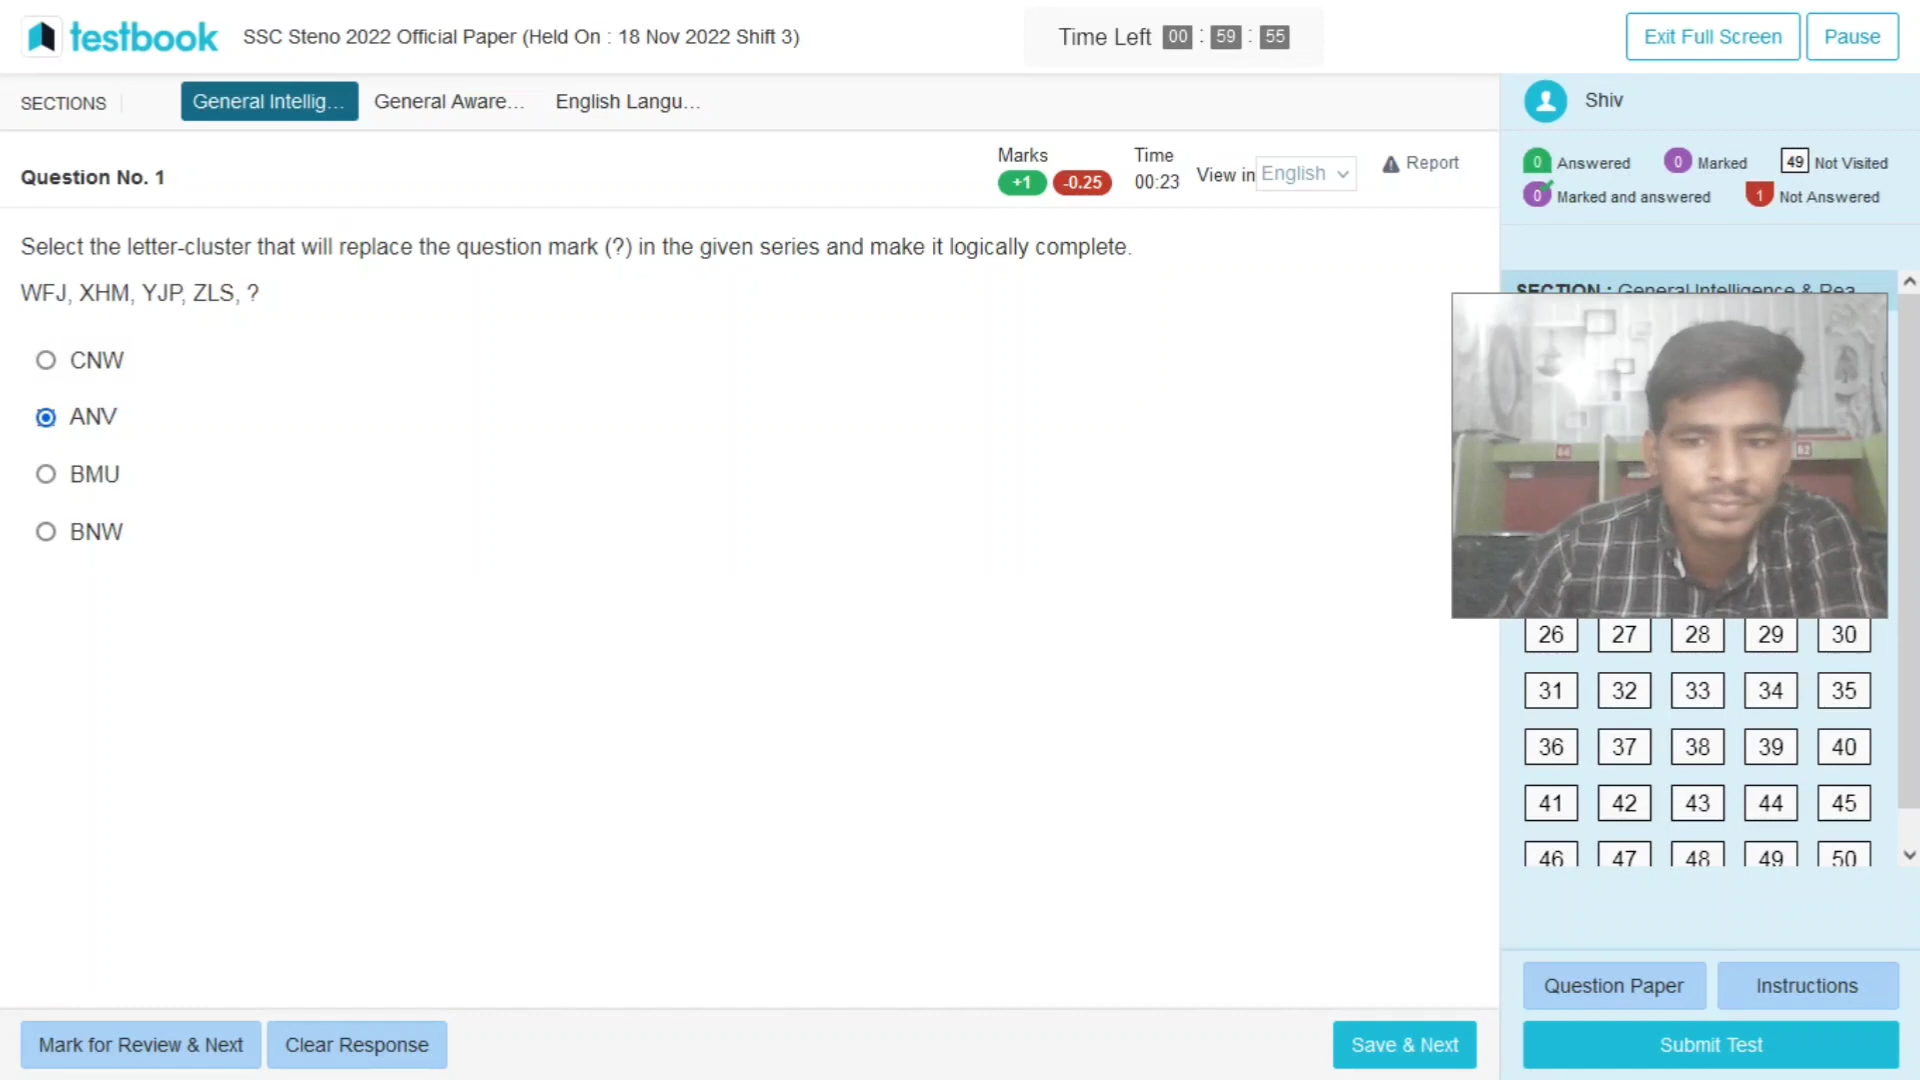 testbook
SSC Steno 2022 Official Paper (Held On : 18 Nov 2022 Shift 3)
Time Left 00 : 59 : 55
Exit Full Screen
Pause
SECTIONS
General Intellig...
General Aware...
English Langu...
Shiv
Question No. 1
Marks
+1
-0.25
Time
00:23
View in English
Report
0 Answered
0 Marked
49 Not Visited
0 Marked and answered
1 Not Answered
Select the letter-cluster that will replace the question mark (?) in the given series and make it logically complete.
WFJ, XHM, YJP, ZLS, ?
CNW
ANV
BMU
BNW
SECTION : General Intelligence & Rea
64
62
26 27 28 29 30
31 32 33 34 35
36 37 38 39 40
41 42 43 44 45
46 47 48 49 50
Question Paper
Instructions
Mark for Review & Next
Clear Response
Save & Next
Submit Test